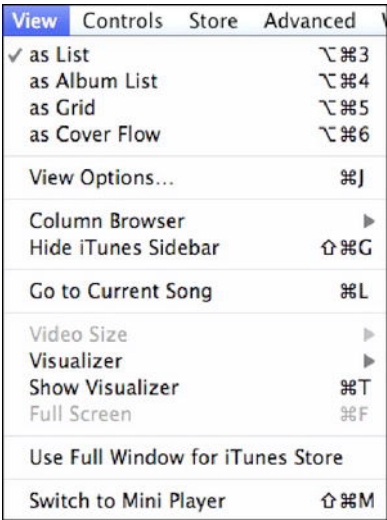 View Controls Store Advanced
✓ as List ⌥⌘3
as Album List ⌥⌘4
as Grid ⌥⌘5
as Cover Flow ⌥⌘6
View Options... ⌘J
Column Browser ▶
Hide iTunes Sidebar ⇧⌘G
Go to Current Song ⌘L
Video Size ▶
Visualizer ▶
Show Visualizer ⌘T
Full Screen ⌘F
Use Full Window for iTunes Store
Switch to Mini Player ⇧⌘M